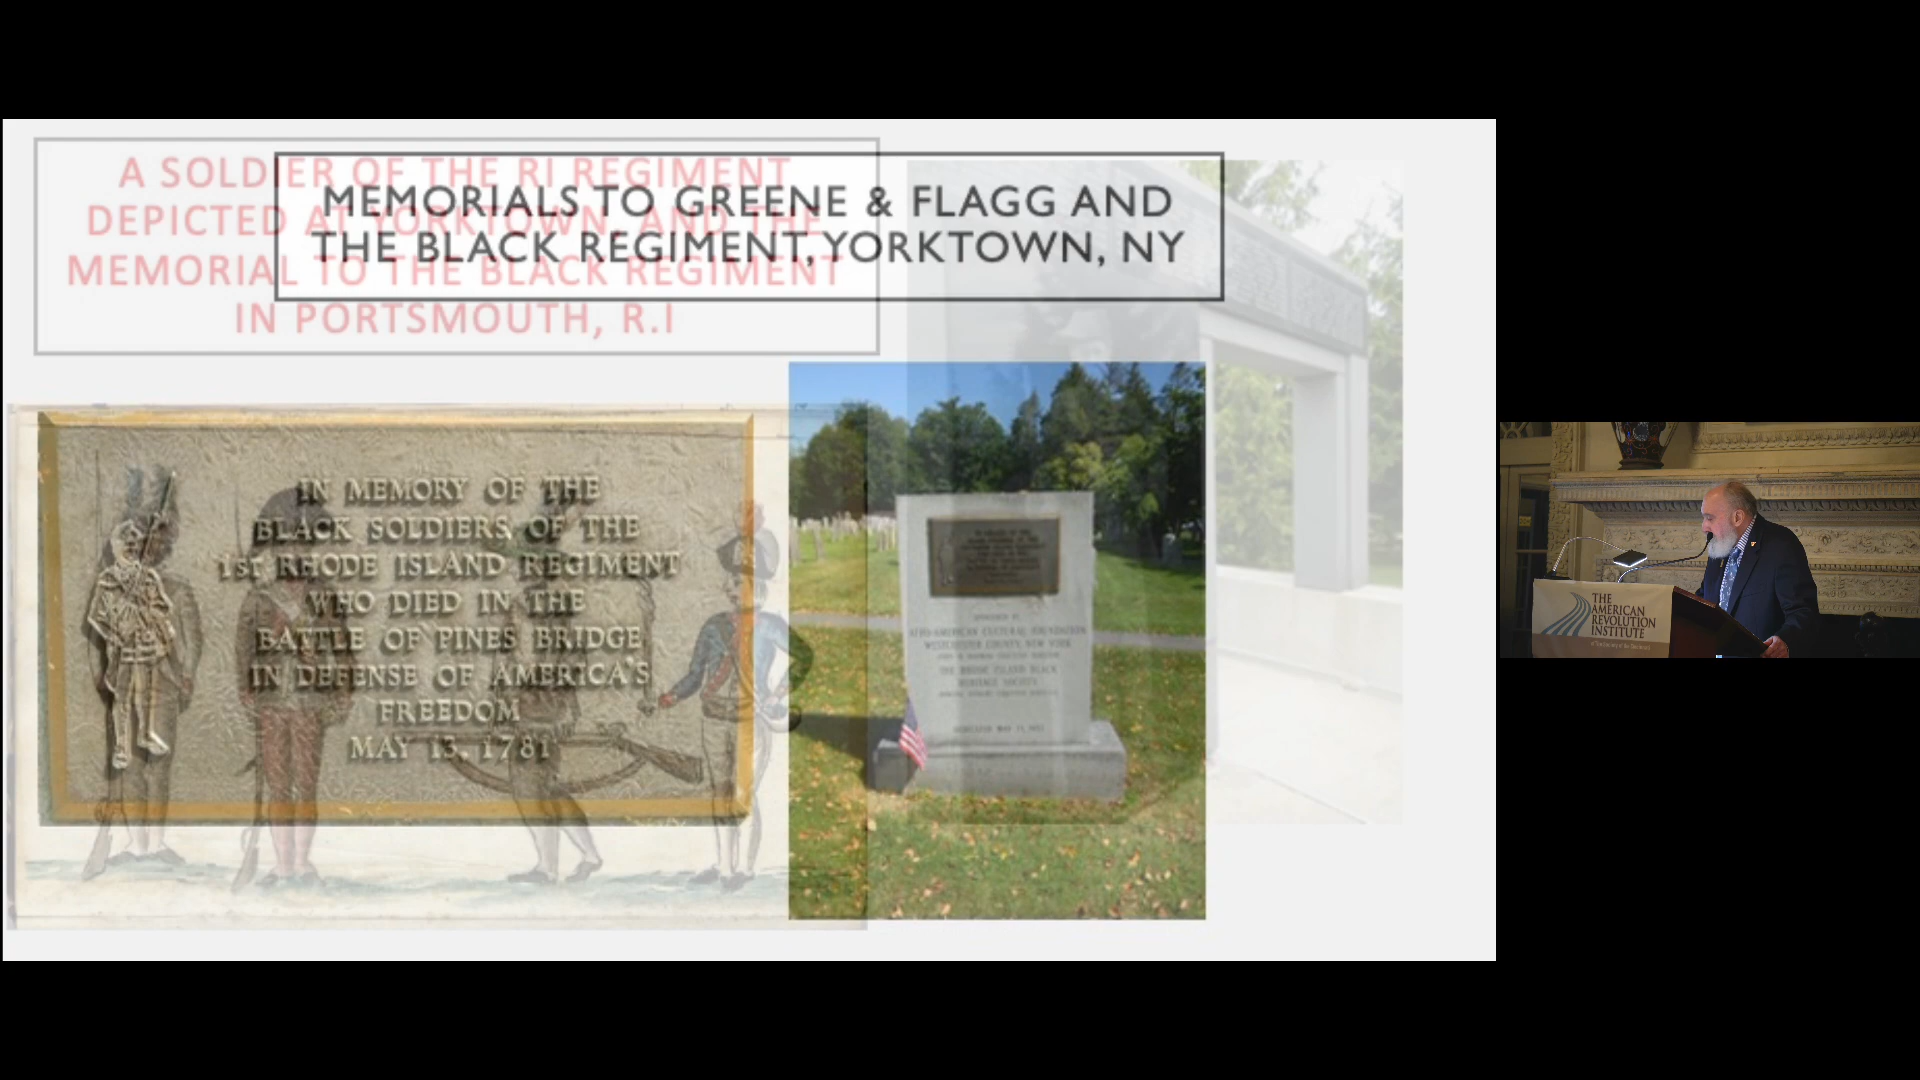 A SOLDIER OF THE RI REGIMENT
DEPICTED AT YORKTOWN, AND THE
MEMORIAL TO THE BLACK REGIMENT
IN PORTSMOUTH, R.I
MEMORIALS TO GREENE & FLAGG AND
THE BLACK REGIMENT, YORKTOWN, NY
IN MEMORY OF THE
BLACK SOLDIERS OF THE
1st RHODE ISLAND REGIMENT
WHO DIED IN THE
BATTLE OF PINES BRIDGE
IN DEFENSE OF AMERICA'S
FREEDOM
MAY 13, 1781
AFRO-AMERICAN CULTURAL FOUNDATION
WESTCHESTER COUNTY, NEW YORK
THE RHODE ISLAND BLACK
HERITAGE SOCIETY
THE
AMERICAN
REVOLUTION
INSTITUTE